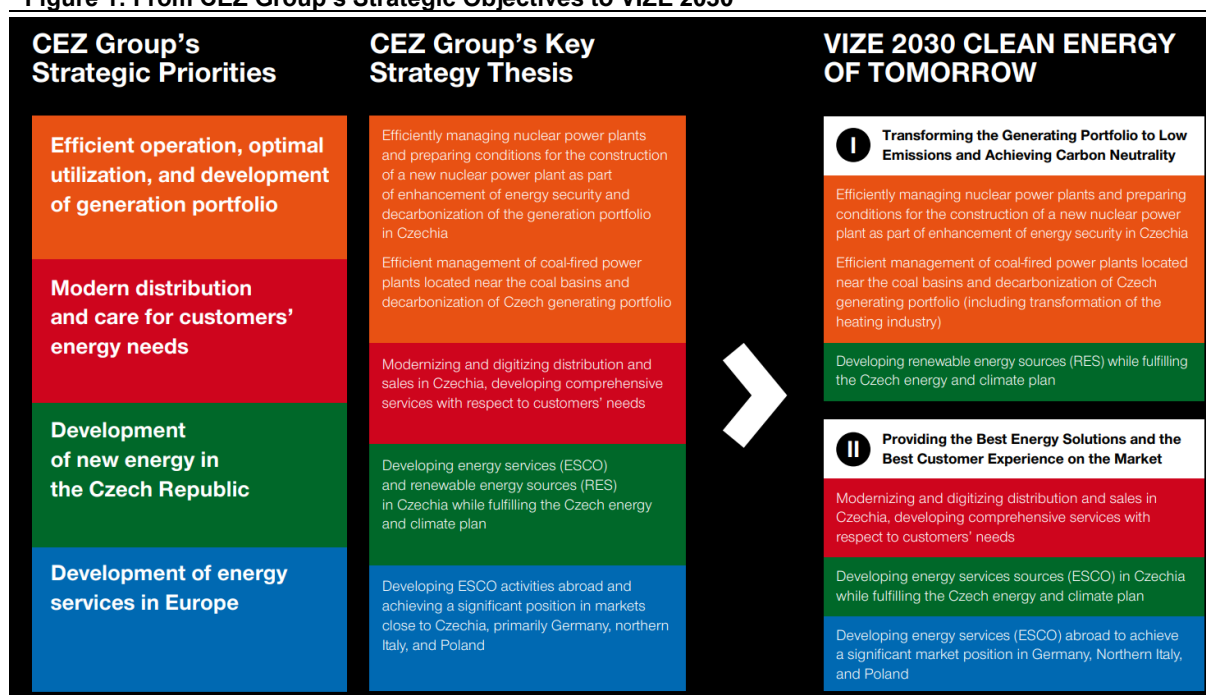 Figure 1: From CEZ Group's Strategic Objectives to VIZE 2030
CEZ Group's
Strategic Priorities
Efficient operation, optimal
utilization, and development
of generation portfolio
Modern distribution
and care for customers'
energy needs
Development
of new energy in
the Czech Republic
Development of energy
services in Europe
CEZ Group's Key
Strategy Thesis
Efficiently managing nuclear power plants
and preparing conditions for the construction
of a new nuclear power plant as part
of enhancement of energy security and
decarbonization of the generation portfolio
in Czechia
Efficient management of coal-fired power
plants located near the coal basins and
decarbonization of Czech generating portfolio
Modernizing and digitizing distribution and
sales in Czechia, developing comprehensive
services with respect to customers' needs
Developing energy services (ESCO)
and renewable energy sources (RES)
in Czechia while fulfilling the Czech energy
and climate plan
Developing ESCO activities abroad and
achieving a significant position in markets
close to Czechia, primarily Germany, northern
Italy, and Poland
VIZE 2030 CLEAN ENERGY
OF TOMORROW
I
Transforming the Generating Portfolio to Low
Emissions and Achieving Carbon Neutrality
Efficiently managing nuclear power plants and preparing
conditions for the construction of a new nuclear power
plant as part of enhancement of energy security in Czechia
Efficient management of coal-fired power plants located
near the coal basins and decarbonization of Czech
generating portfolio (including transformation of the
heating industry)
Developing renewable energy sources (RES) while fulfilling
the Czech energy and climate plan
II
Providing the Best Energy Solutions and the
Best Customer Experience on the Market
Modernizing and digitizing distribution and sales in
Czechia, developing comprehensive services with
respect to customers' needs
Developing energy services sources (ESCO) in Czechia
while fulfilling the Czech energy and climate plan
Developing energy services (ESCO) abroad to achieve
a significant market position in Germany, Northern Italy,
and Poland